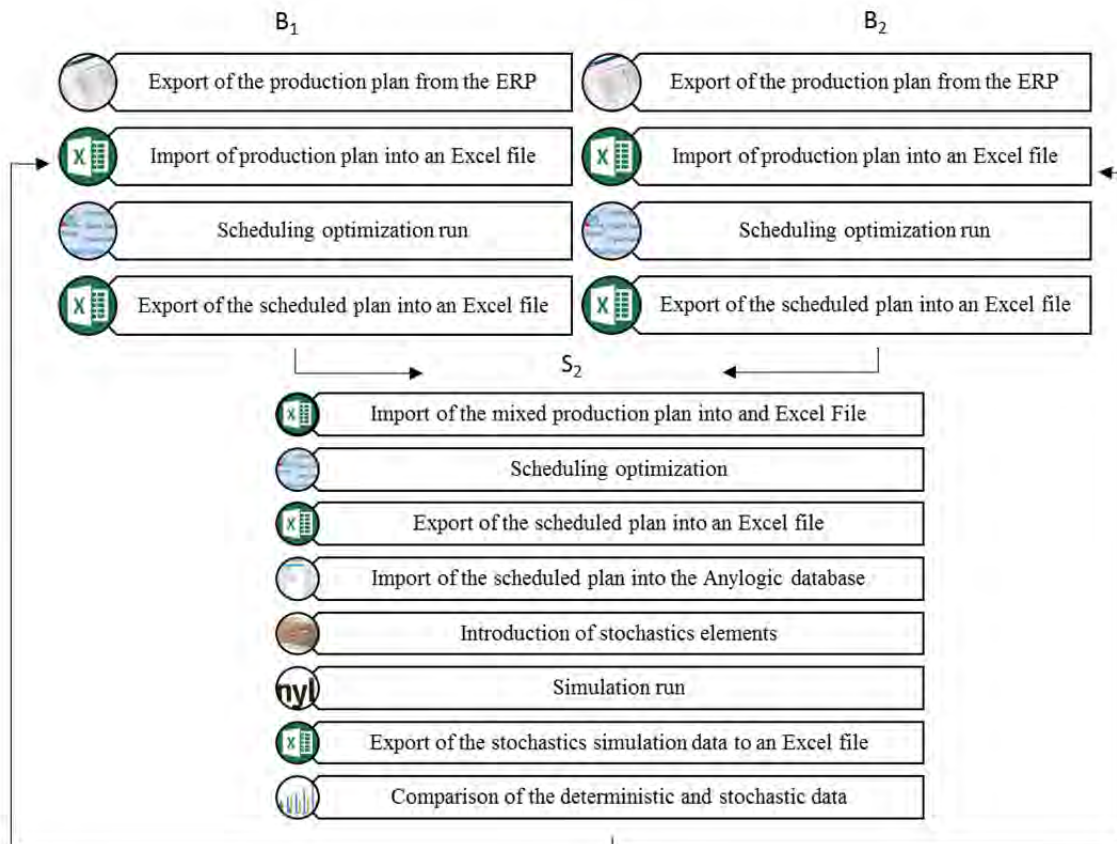 B₁
B₂
Export of the production plan from the ERP
Export of the production plan from the ERP
Import of production plan into an Excel file
Import of production plan into an Excel file
Scheduling optimization run
Scheduling optimization run
Export of the scheduled plan into an Excel file
Export of the scheduled plan into an Excel file
S₂
Import of the mixed production plan into and Excel File
Scheduling optimization
Export of the scheduled plan into an Excel file
Import of the scheduled plan into the Anylogic database
Introduction of stochastics elements
nyl
Simulation run
Export of the stochastics simulation data to an Excel file
Comparison of the deterministic and stochastic data